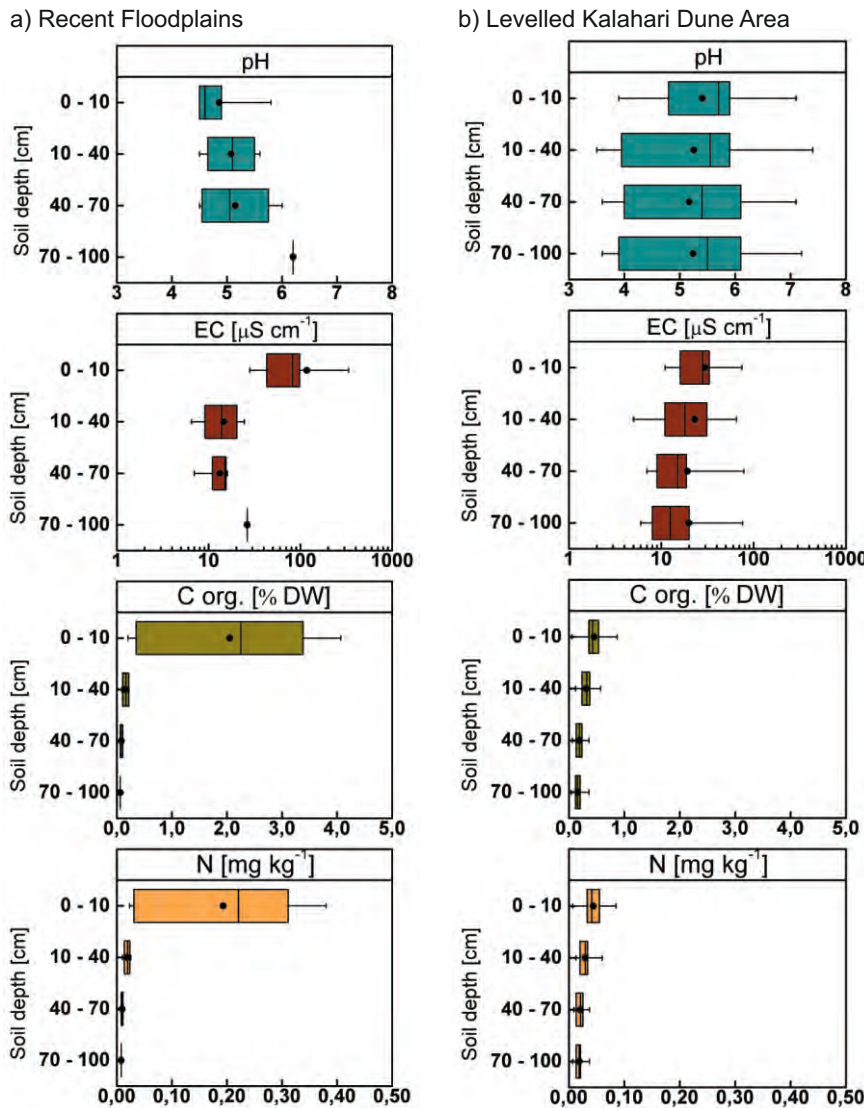 a) Recent Floodplains
pH
Soil depth [cm]
0 - 10
10 - 40
40 - 70
70 - 100
3 4 5 6 7 8
EC [µS cm⁻¹]
Soil depth [cm]
0 - 10
10 - 40
40 - 70
70 - 100
1 10 100 1000
C org. [% DW]
Soil depth [cm]
0 - 10
10 - 40
40 - 70
70 - 100
0,0 1,0 2,0 3,0 4,0 5,0
N [mg kg⁻¹]
Soil depth [cm]
0 - 10
10 - 40
40 - 70
70 - 100
0,00 0,10 0,20 0,30 0,40 0,50
b) Levelled Kalahari Dune Area
pH
Soil depth [cm]
0 - 10
10 - 40
40 - 70
70 - 100
3 4 5 6 7 8
EC [µS cm⁻¹]
Soil depth [cm]
0 - 10
10 - 40
40 - 70
70 - 100
1 10 100 1000
C org. [% DW]
Soil depth [cm]
0 - 10
10 - 40
40 - 70
70 - 100
0,0 1,0 2,0 3,0 4,0 5,0
N [mg kg⁻¹]
Soil depth [cm]
0 - 10
10 - 40
40 - 70
70 - 100
0,00 0,10 0,20 0,30 0,40 0,50